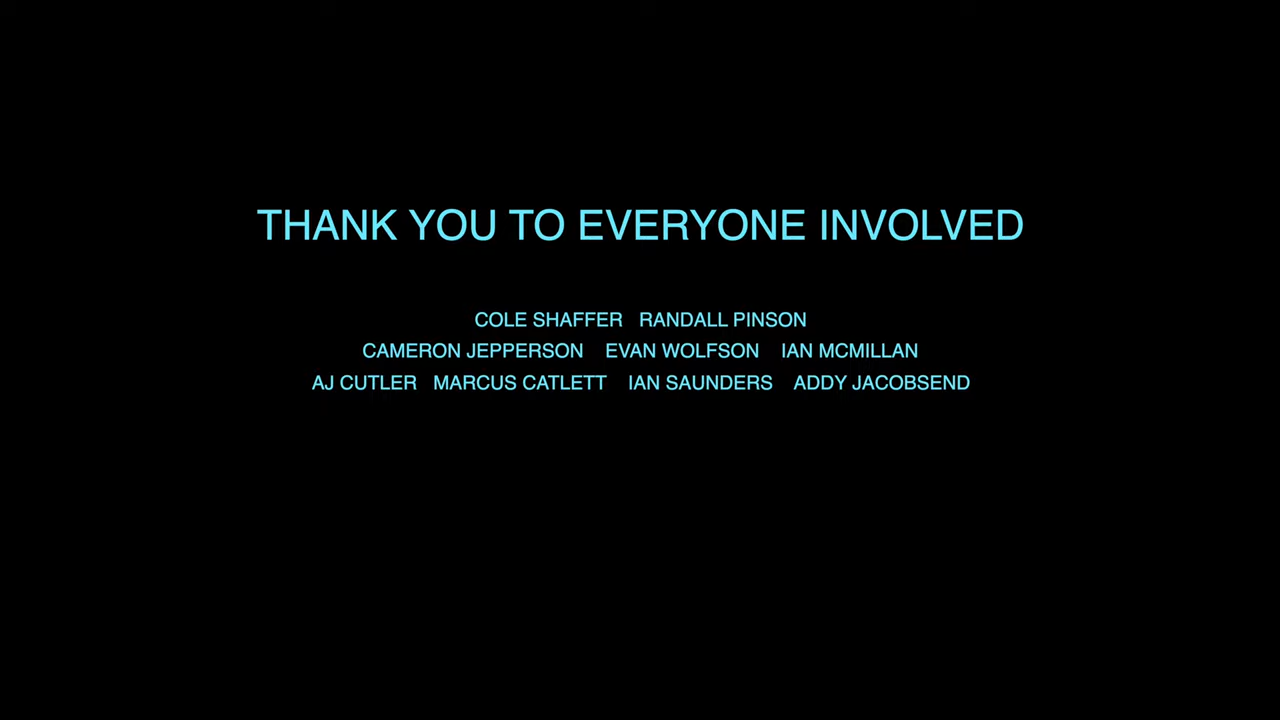 THANK YOU TO EVERYONE INVOLVED
COLE SHAFFER RANDALL PINSON
CAMERON JEPPERSON EVAN WOLFSON IAN MCMILLAN
AJ CUTLER MARCUS CATLETT IAN SAUNDERS ADDY JACOBSEND